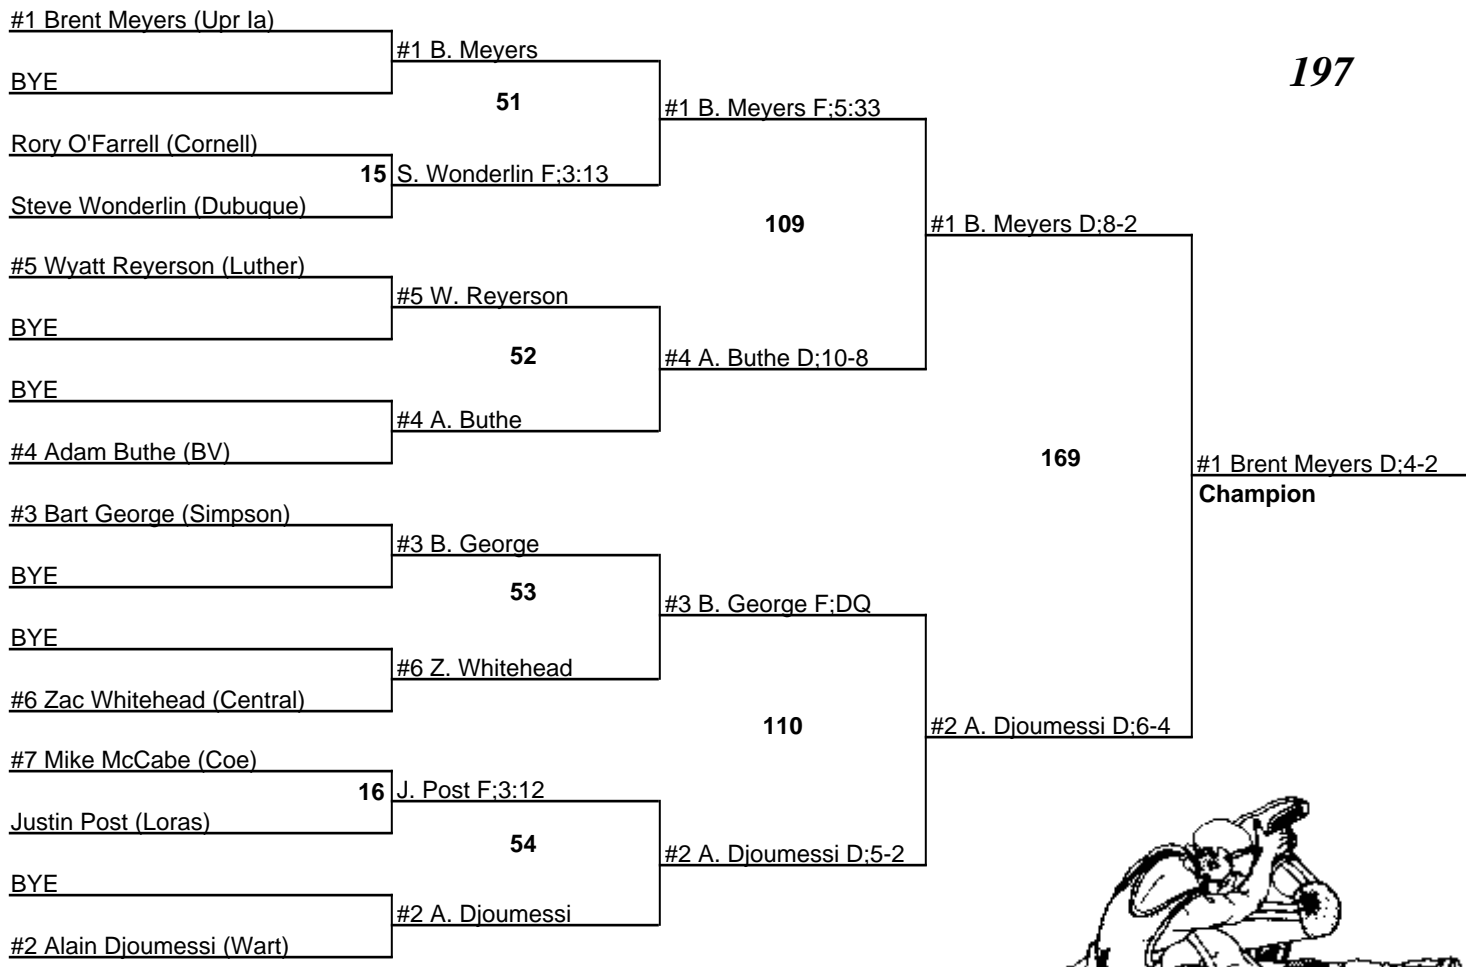 #1 Brent Meyers (Upr Ia)
#1 B. Meyers
197
BYE
51
#1 B. Meyers F;5:33
Rory O'Farrell (Cornell)
15 S. Wonderlin F;3:13
Steve Wonderlin (Dubuque)
109
#1 B. Meyers D;8-2
#5 Wyatt Reyerson (Luther)
#5 W. Reyerson
BYE
52
#4 A. Buthe D;10-8
BYE
#4 A. Buthe
#4 Adam Buthe (BV)
169
#1 Brent Meyers D;4-2
Champion
#3 Bart George (Simpson)
#3 B. George
BYE
53
#3 B. George F;DQ
BYE
#6 Z. Whitehead
#6 Zac Whitehead (Central)
110
#2 A. Djoumessi D;6-4
#7 Mike McCabe (Coe)
16 J. Post F;3:12
Justin Post (Loras)
54
#2 A. Djoumessi D;5-2
BYE
#2 A. Djoumessi
#2 Alain Djoumessi (Wart)